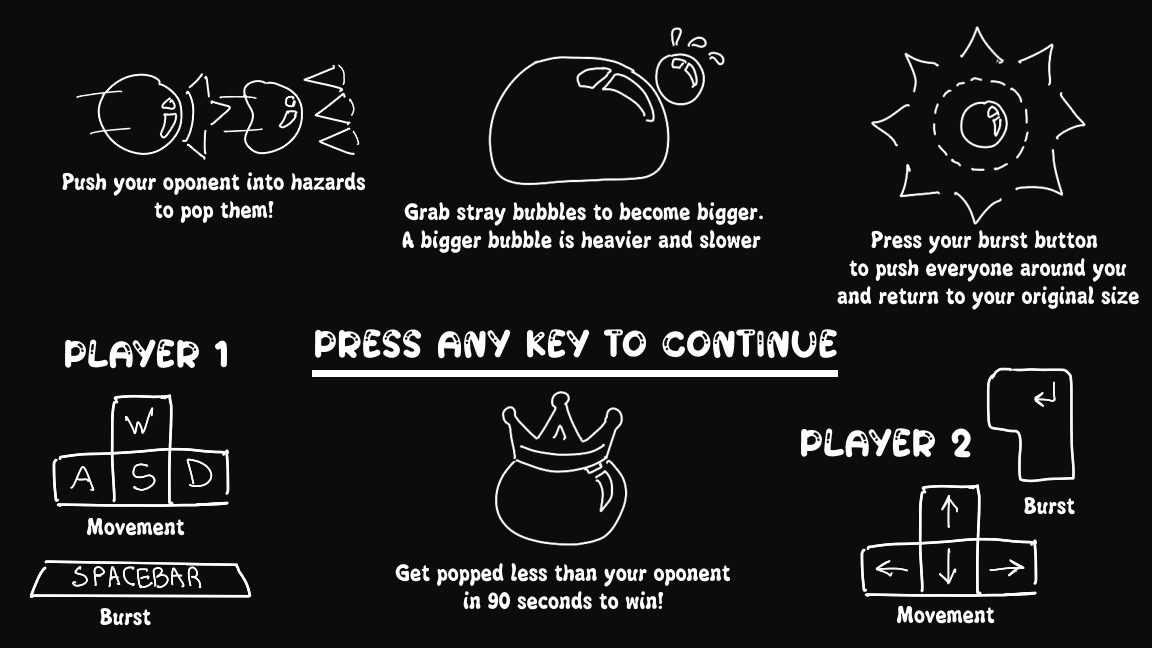 Push your oponent into hazards
to pop them!
Grab stray bubbles to become bigger.
A bigger bubble is heavier and slower
Press your burst button
to push everyone around you
and return to your original size
PRESS ANY KEY TO CONTINUE
PLAYER 1
W
A S D
Movement
SPACEBAR
Burst
Get popped less than your oponent
in 90 seconds to win!
PLAYER 2
↵
Burst
↑
← ↓ →
Movement